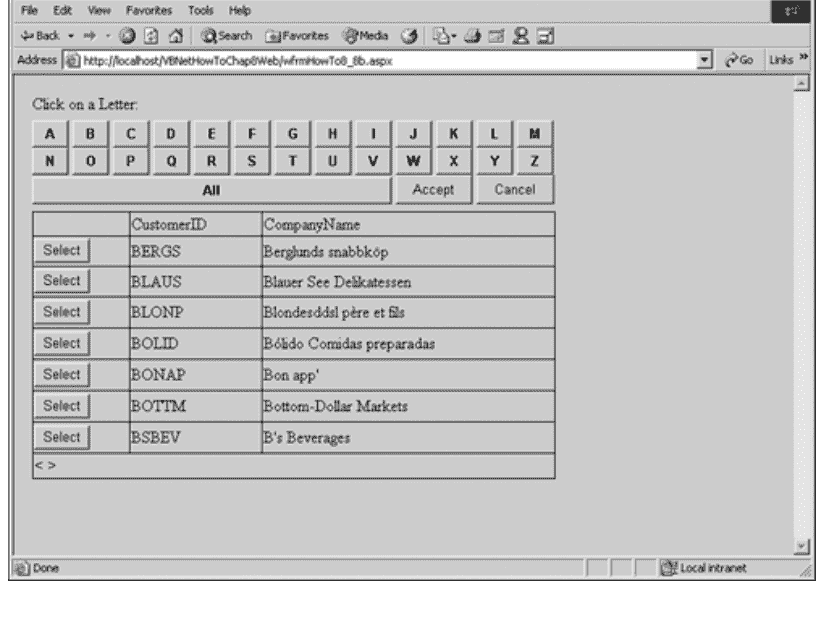 File Edit View Favorites Tools Help
Back Search Favorites Media
Address http://localhost/VBNetHowToChap8Web/wfrmHowTo8_8b.aspx Go Links »
Click on a Letter:
A B C D E F G H I J K L M
N O P Q R S T U V W X Y Z
All Accept Cancel
CustomerID CompanyName
Select BERGS Berglunds snabbköp
Select BLAUS Blauer See Delikatessen
Select BLONP Blondesddsl père et fils
Select BOLID Bólido Comidas preparadas
Select BONAP Bon app'
Select BOTTM Bottom-Dollar Markets
Select BSBEV B's Beverages
< >
Done Local intranet